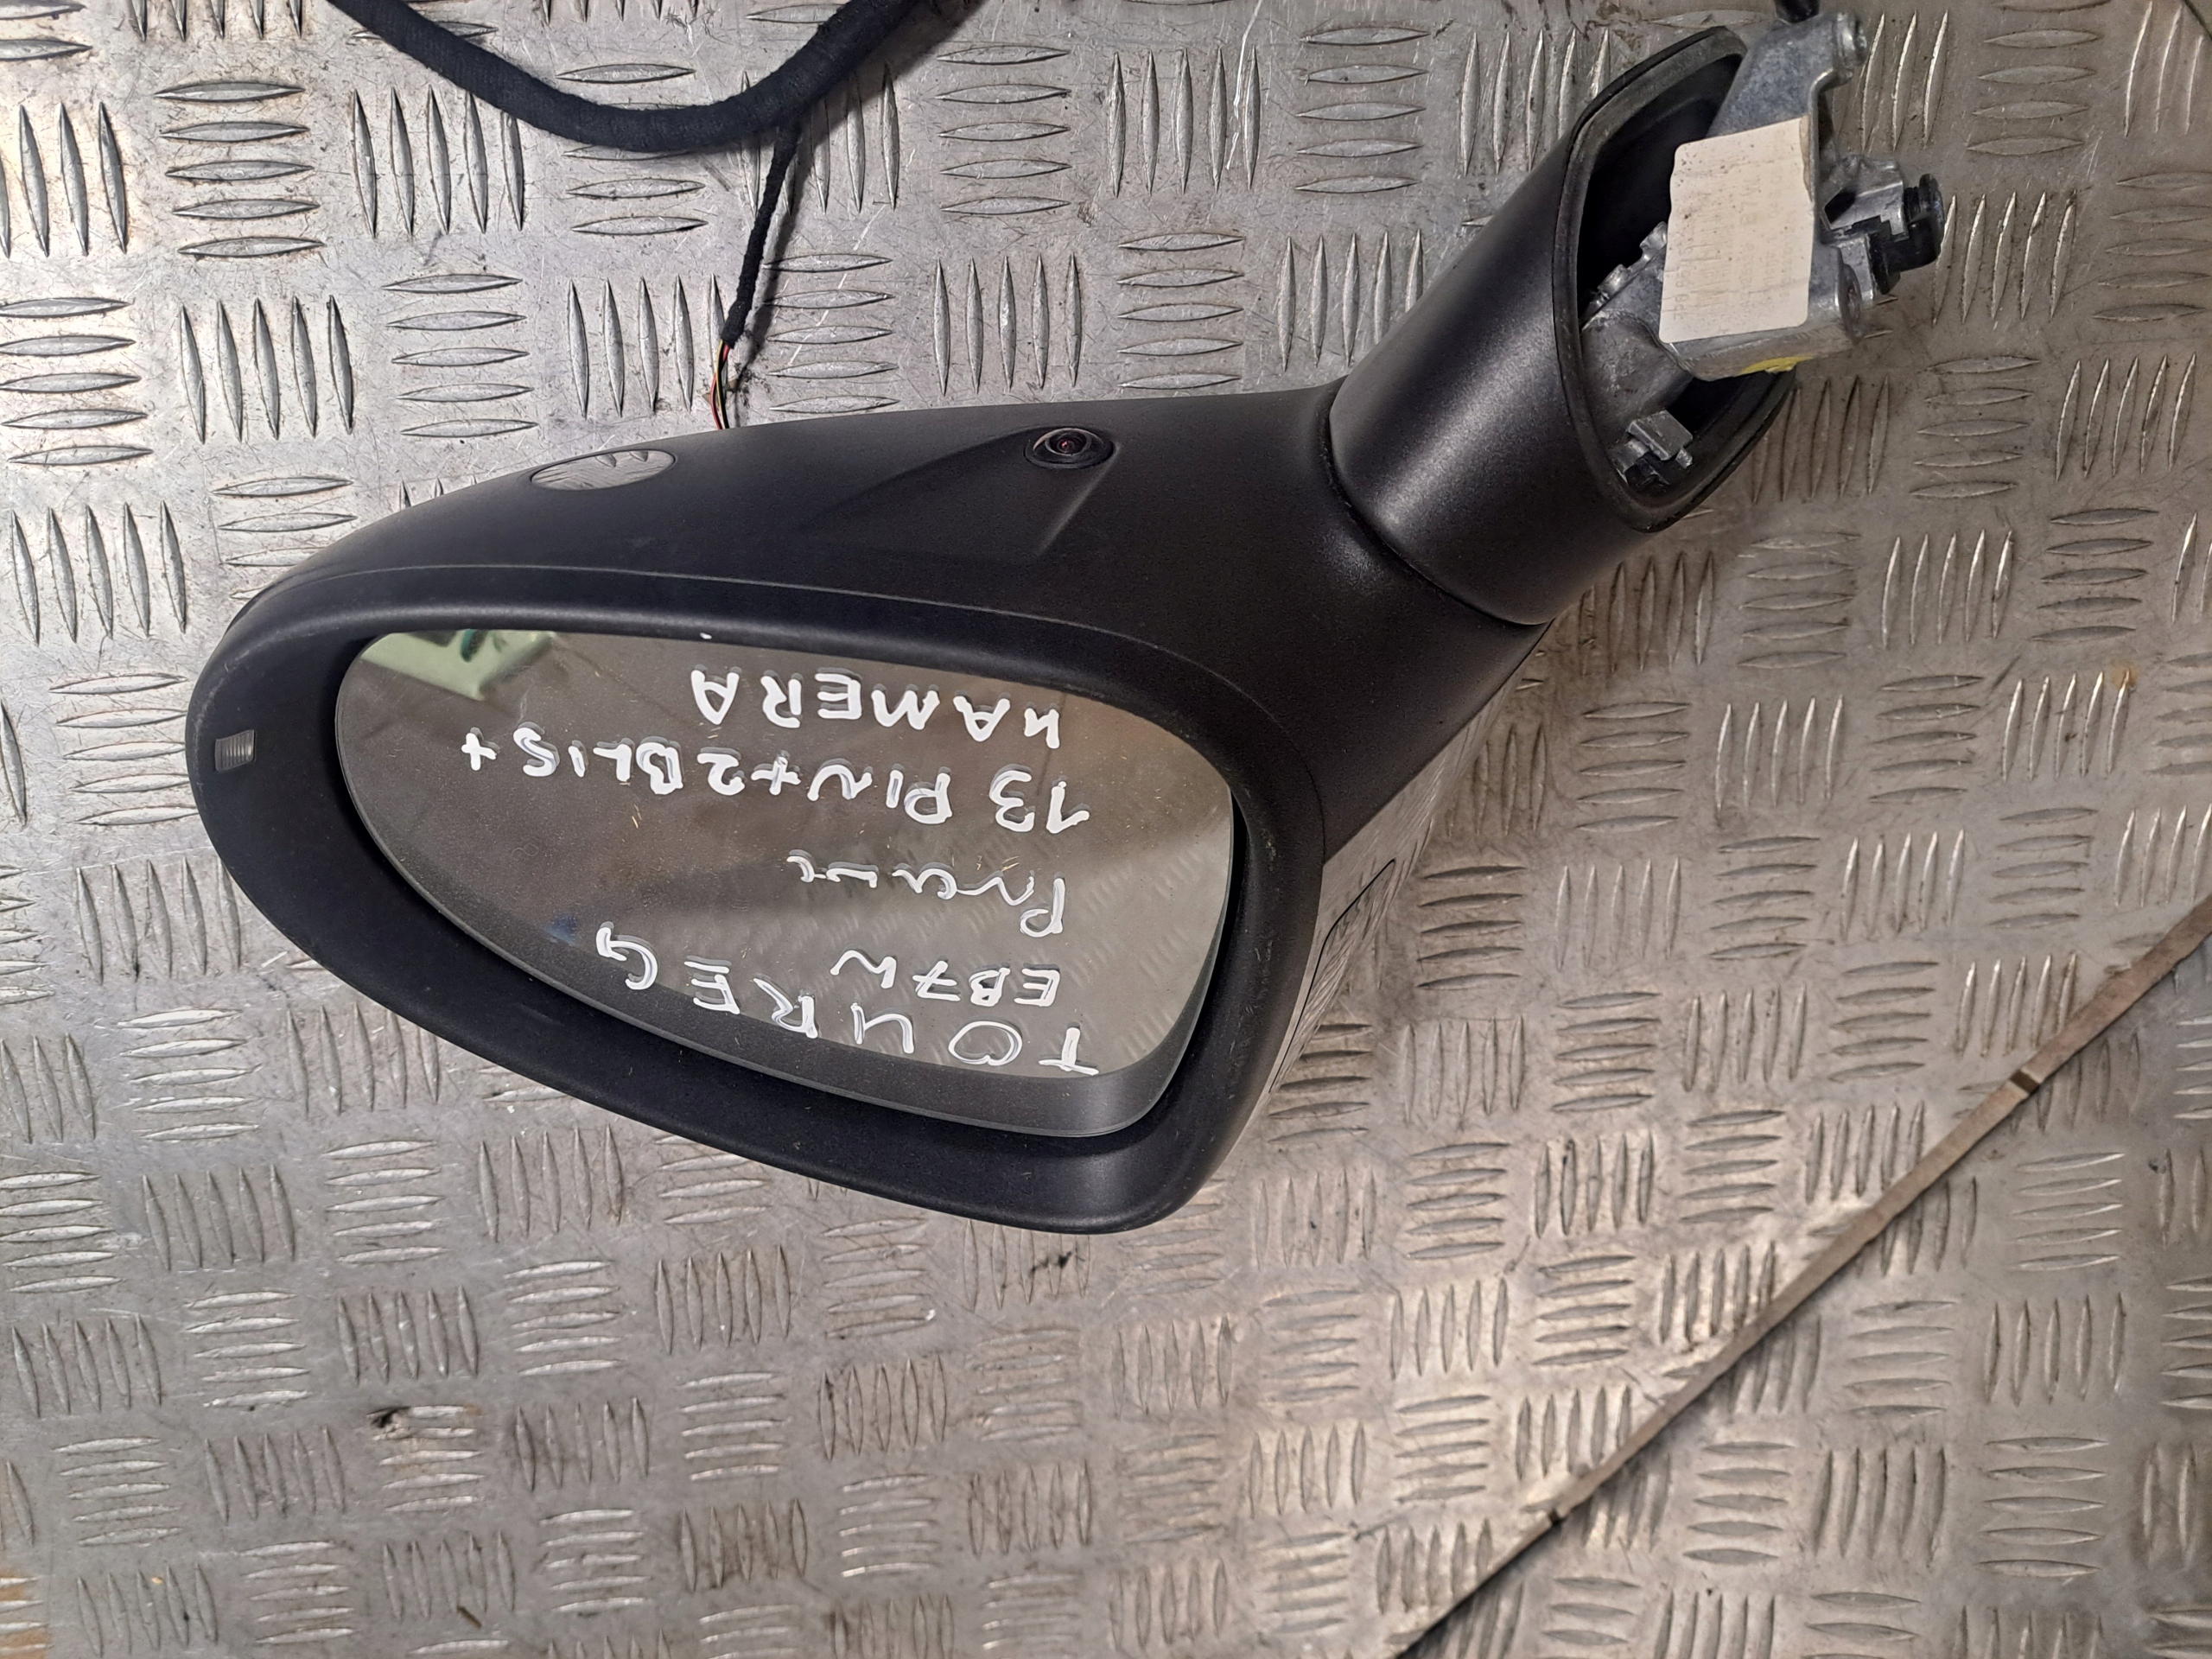 TOUREG
EB7W
Prawe
13 PIN+2BLIS+
KAMERA